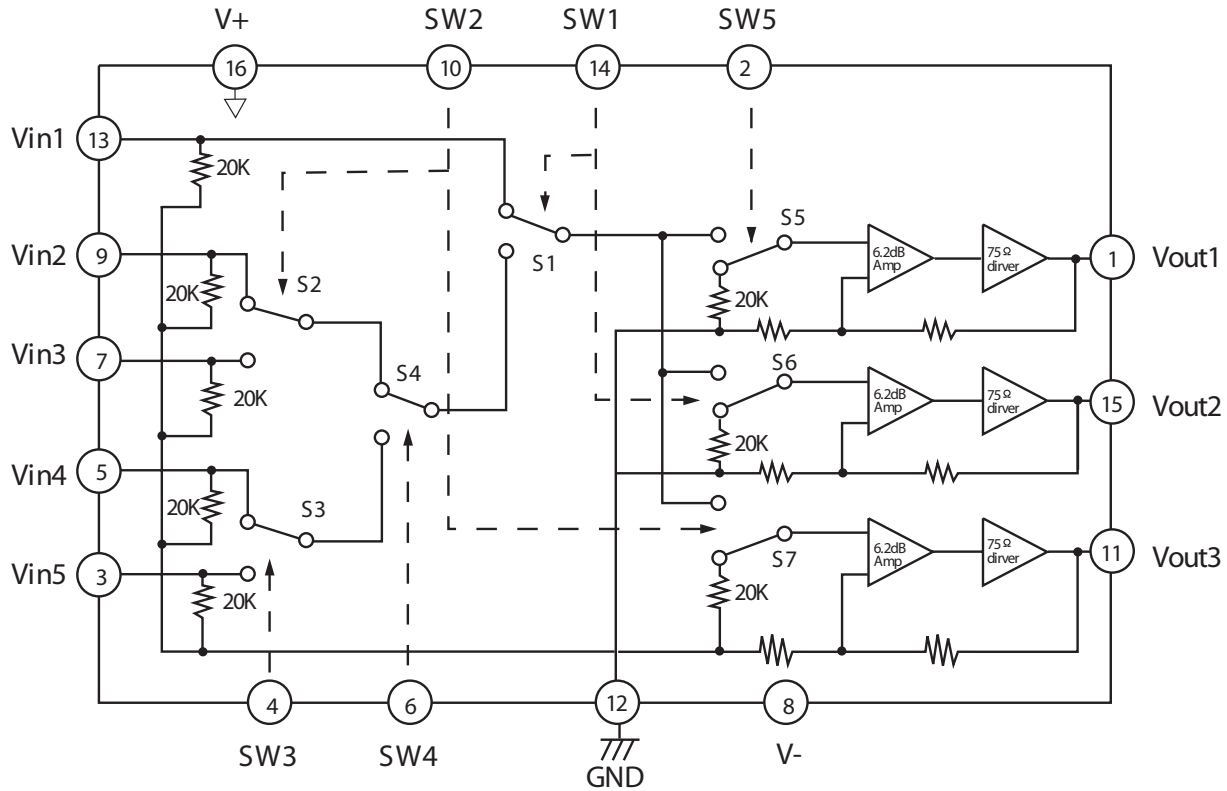 V+
SW2
SW1
SW5
16
10
14
2
Vin1
13
20K
Vin2
9
S5
6.2dB
Amp
75Ω
dirver
1
Vout1
S1
20K
S2
20K
Vin3
7
S4
S6
6.2dB
Amp
75Ω
dirver
15
Vout2
20K
20K
Vin4
5
20K
S3
S7
6.2dB
Amp
75Ω
dirver
11
Vout3
Vin5
3
20K
20K
4
6
12
8
SW3
SW4
GND
V-